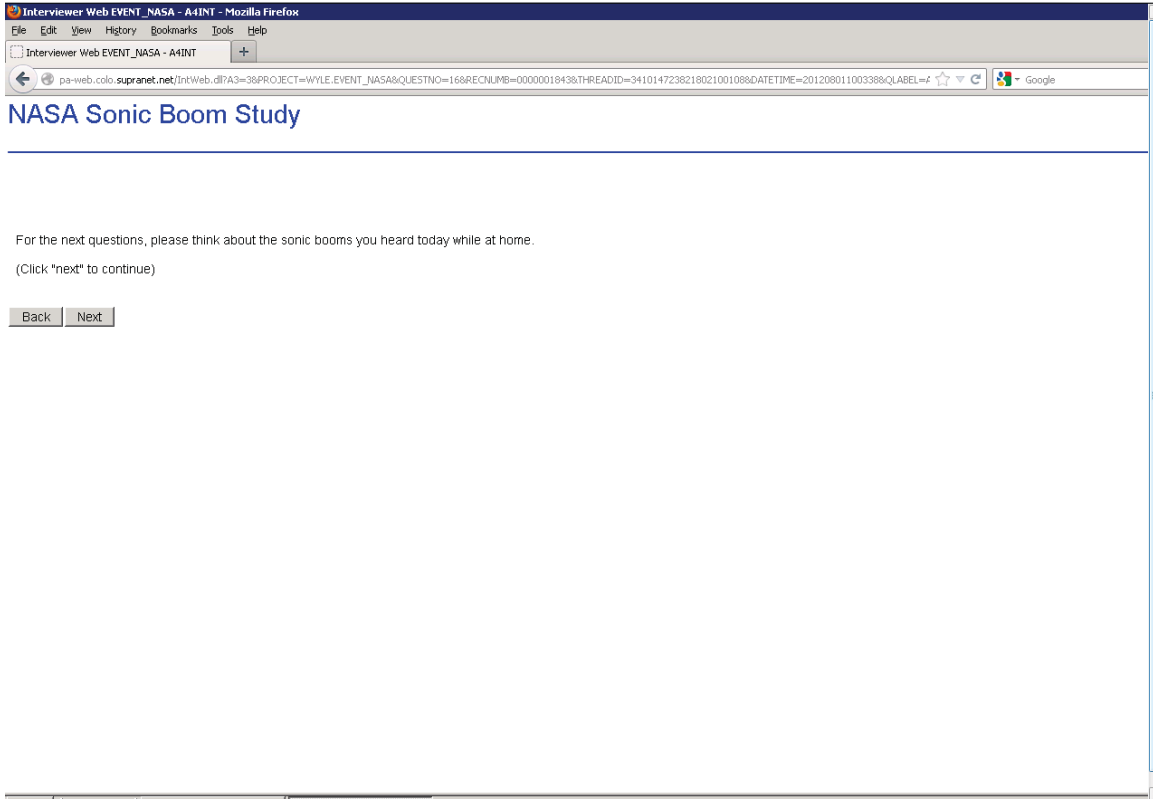 Interviewer Web EVENT_NASA - A4INT - Mozilla Firefox
File Edit View History Bookmarks Tools Help
Interviewer Web EVENT_NASA - A4INT +
pa-web.colo.supranet.net/IntWeb.dll?A3=3&PROJECT=WYLE.EVENT_NASA&QUESTNO=16&RECNUMB=0000001843&THREADID=341014723821802100108&DATETIME=20120801100338&QLABEL=A Google
NASA Sonic Boom Study
For the next questions, please think about the sonic booms you heard today while at home.
(Click "next" to continue)
Back Next